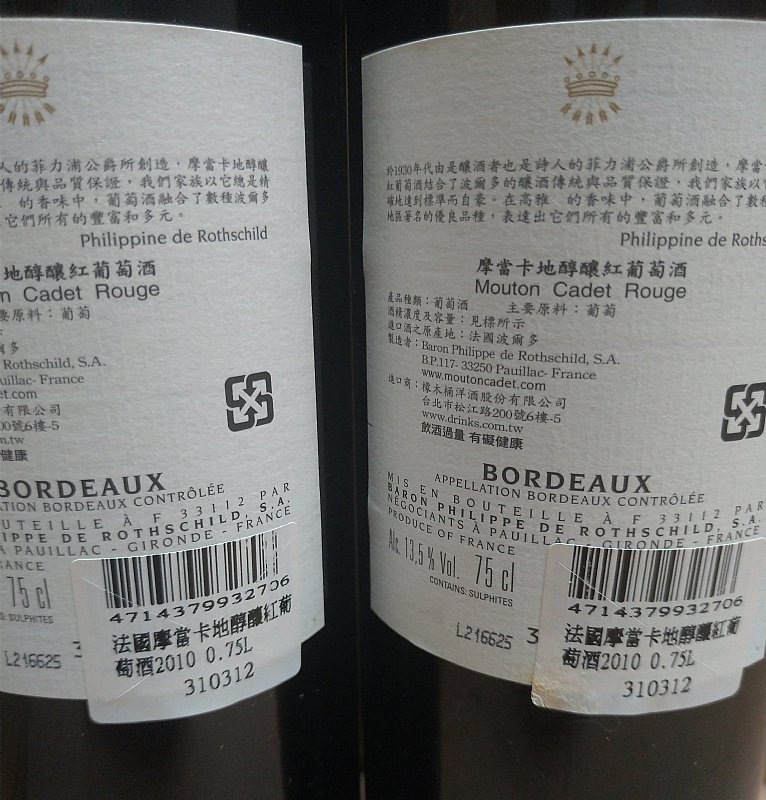 人的菲力浦公爵所創造，摩當卡地醇釀
傳統與品質保證，我們家族以它總是精
的香味中，葡萄酒融合了數種波爾多
它們所有的豐富和多元。
Philippine de Rothschild
地醇釀紅葡萄酒
n Cadet Rouge
要原料：葡萄
爾多
Rothschild, S.A.
uillac- France
et.com
有限公司
00號6樓-5
m.tw
健康
BORDEAUX
ATION BORDEAUX CONTRÔLÉE
OUTEILLE À F 33112 PAR
IPPE DE ROTHSCHILD, S.A.
À PAUILLAC - GIRONDE - FRANCE
RANCE
75 cl
NS: SULPHITES
L216625
3
4714379932706
法國摩當卡地醇釀紅葡
萄酒2010 0.75L
310312
於1930年代由是釀酒者也是詩人的菲力浦公爵所創造，摩當
紅葡萄酒結合了波爾多的釀酒傳統與品質保證，我們家族以
確地達到標準而自豪。在高雅 的香味中，葡萄酒融合了數種
地區著名的優良品種，表達出它們所有的豐富和多元。
Philippine de Roths
摩當卡地醇釀紅葡萄酒
Mouton Cadet Rouge
產品種類：葡萄酒 主要原料：葡萄
酒精濃度及容量：見標所示
進口酒之原產地：法國波爾多
製造者：Baron Philippe de Rothschild, S.A.
B.P.117- 33250 Pauillac- France
www.moutoncadet.com
進口商：橡木桶洋酒股份有限公司
台北市松江路200號6樓-5
www.drinks.com.tw
飲酒過量 有礙健康
BORDEAUX
APPELLATION BORDEAUX CONTRÔLÉE
MIS EN BOUTEILLE À F 33112 PAR
BARON PHILIPPE DE ROTHSCHILD, S.A.
NÉGOCIANTS À PAUILLAC - GIRONDE - FRANCE
PRODUCE OF FRANCE
Alc. 13,5 % Vol. 75 cl
CONTAINS: SULPHITES
L216625
3
4714379932706
法國摩當卡地醇釀紅葡
萄酒2010 0.75L
310312